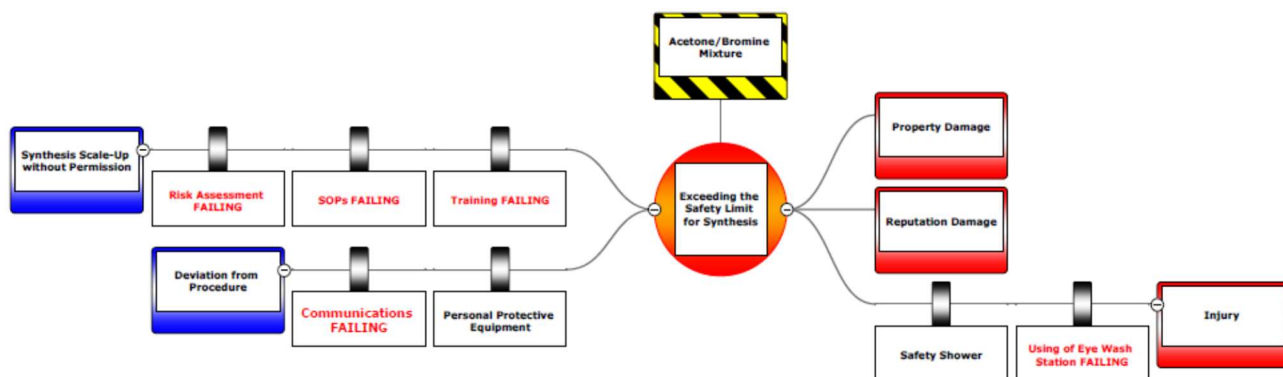 Acetone/Bromine
Mixture
Synthesis Scale-Up
without Permission
Risk Assessment
FAILING
SOPs FAILING
Training FAILING
Deviation from
Procedure
Communications
FAILING
Personal Protective
Equipment
Exceeding the
Safety Limit
for Synthesis
Property Damage
Reputation Damage
Safety Shower
Using of Eye Wash
Station FAILING
Injury